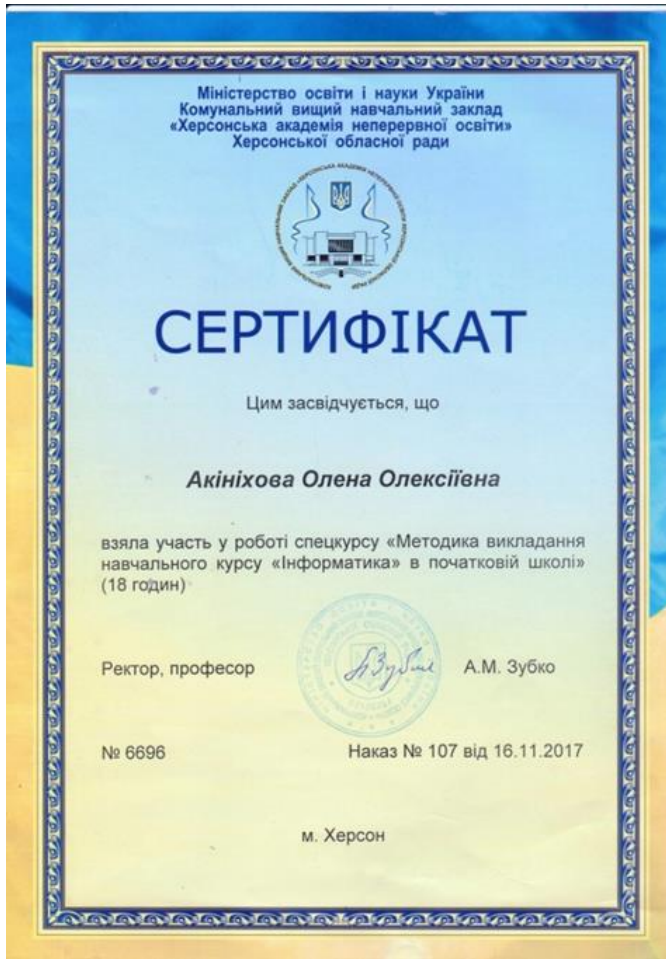 Міністерство освіти і науки України
Комунальний вищий навчальний заклад
«Херсонська академія неперервної освіти»
Херсонської обласної ради
СЕРТИФІКАТ
Цим засвідчується, що
Акініхова Олена Олексіївна
взяла участь у роботі спецкурсу «Методика викладання
навчального курсу «Інформатика» в початковій школі»
(18 годин)
Ректор, професор А.М. Зубко
№ 6696 Наказ № 107 від 16.11.2017
м. Херсон